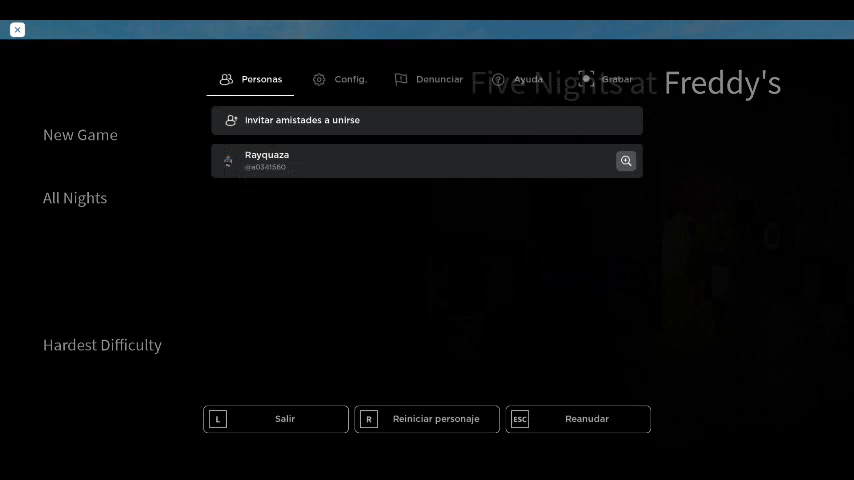 Personas
Config.
Denunciar
Ayuda
Grabar
Five Nights at Freddy's
Invitar amistades a unirse
New Game
Rayquaza
@a0341560
All Nights
Hardest Difficulty
L Salir
R Reiniciar personaje
ESC Reanudar